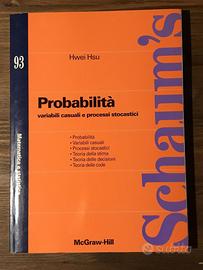 93
Hwei Hsu
Probabilità
variabili casuali e processi stocastici
• Probabilità
• Variabili casuali
• Processi stocastici
• Teoria della stima
• Teoria delle decisioni
• Teoria delle code
Schaum's
Matematica e statistica
McGraw-Hill
subito